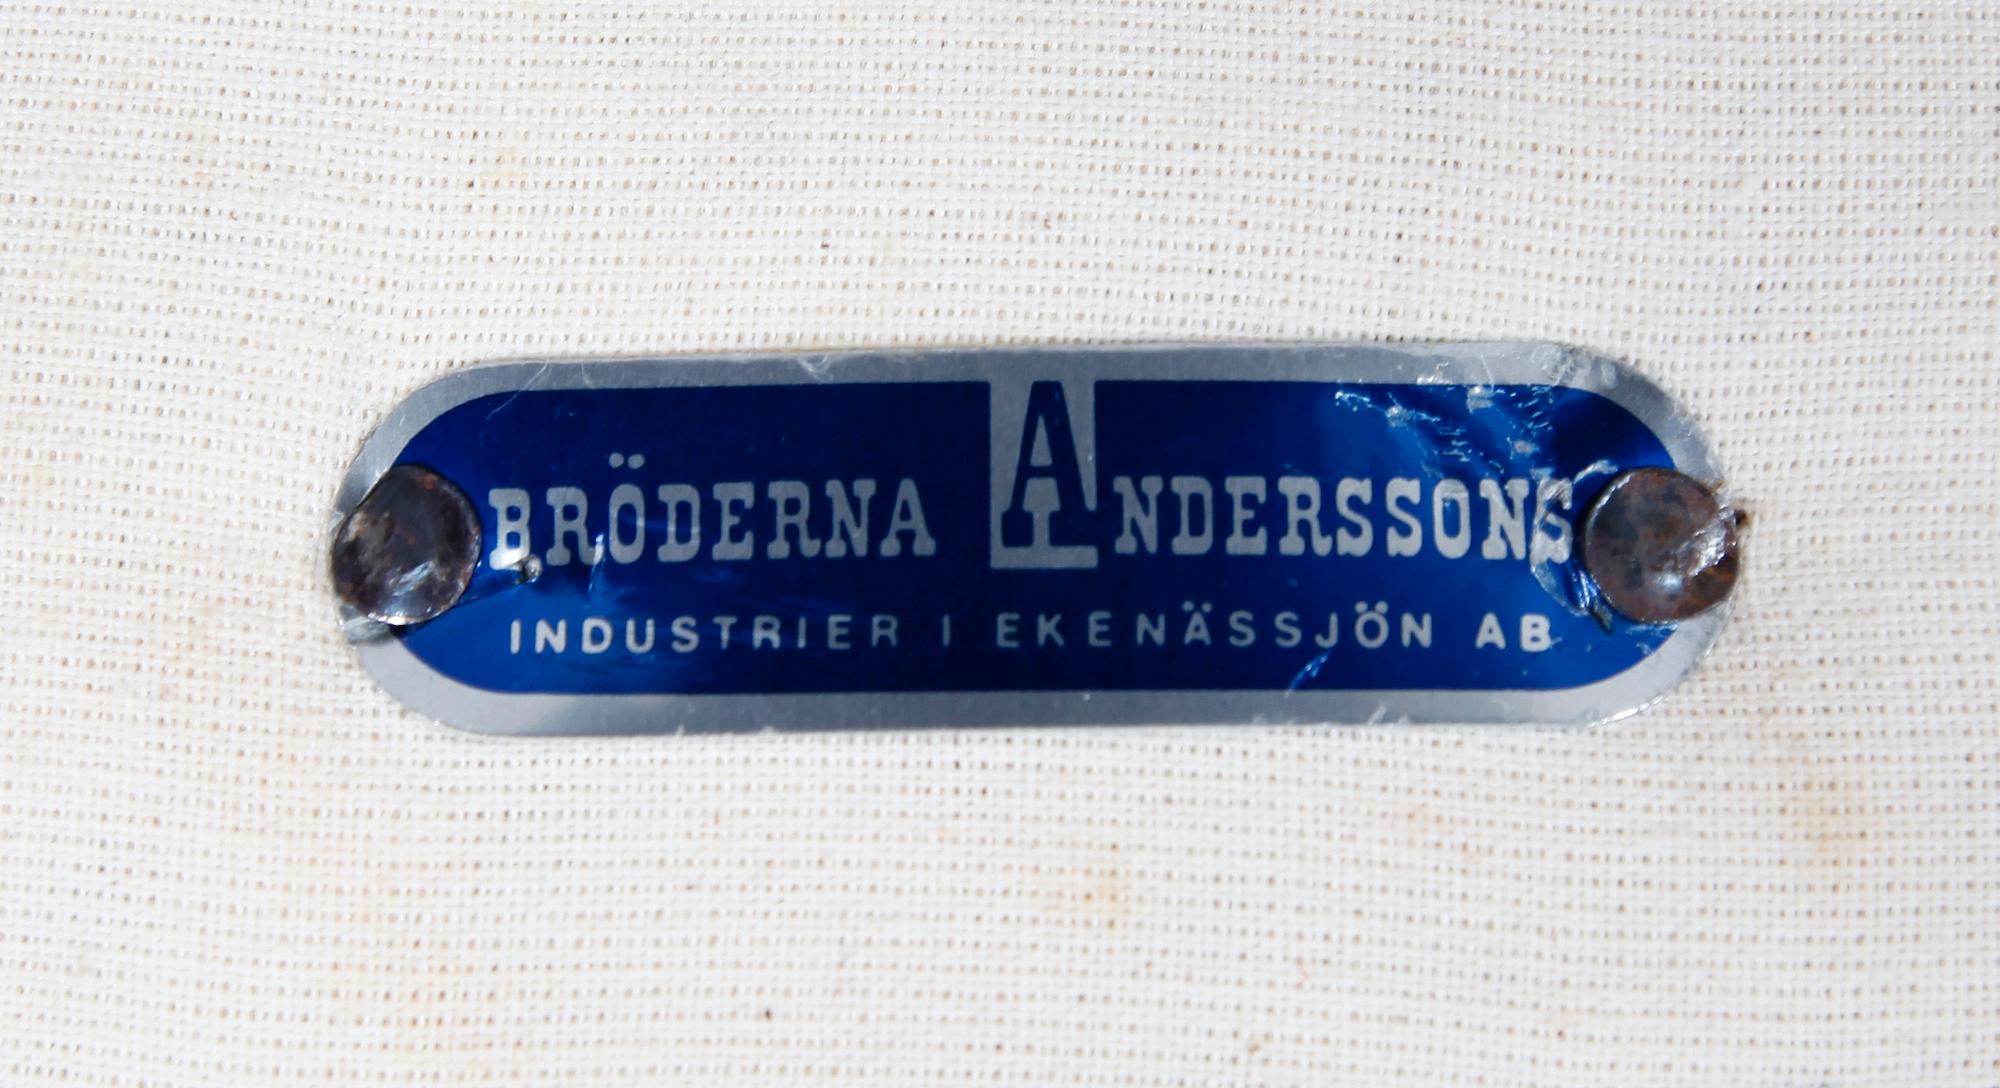 BRÖDERNA ANDERSSONS
INDUSTRIER I EKENÄSSJÖN AB